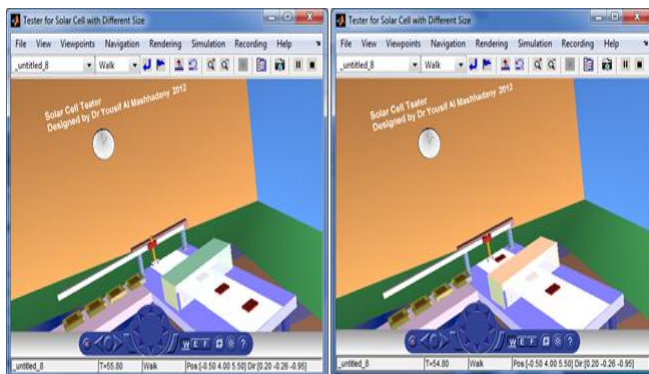 Tester for Solar Cell with Different Size
File View Viewpoints Navigation Rendering Simulation Recording Help
_untitled_8 Walk
Solar Cell Teator
Designed by Dr Yousif Al Mashhadany 2012
W E F ?
_untitled_8 T=55.80 Walk Pos:[-0.50 4.00 5.50] Dir:[0.20 -0.26 -0.95]
Tester for Solar Cell with Different Size
File View Viewpoints Navigation Rendering Simulation Recording Help
_untitled_8 Walk
Solar Cell Teator
Designed by Dr Yousif Al Mashhadany 2012
W E F ?
_untitled_8 T=54.80 Walk Pos:[-0.50 4.00 5.50] Dir:[0.20 -0.26 -0.95]